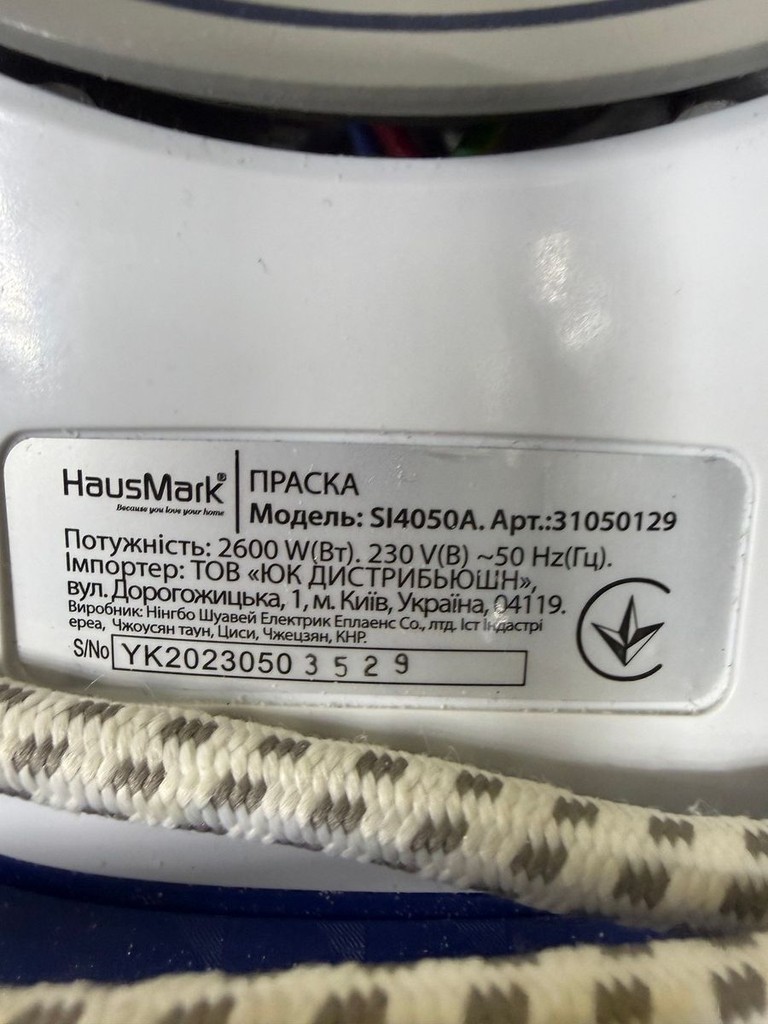 HausMark®
Because you love your home
ПРАСКА
Модель: SI4050A. Арт.:31050129
Потужність: 2600 W(Вт). 230 V(В) ~50 Hz(Гц).
Імпортер: ТОВ «ЮК ДИСТРИБЬЮШН»,
вул. Дорогожицька, 1, м. Київ, Україна, 04119.
Виробник: Нінгбо Шуавей Електрик Епплаенс Со., лтд. Іст Індастрі
ереа, Чжоусян таун, Циси, Чжецзян, КНР.
S/No YK2023050 3 5 2 9